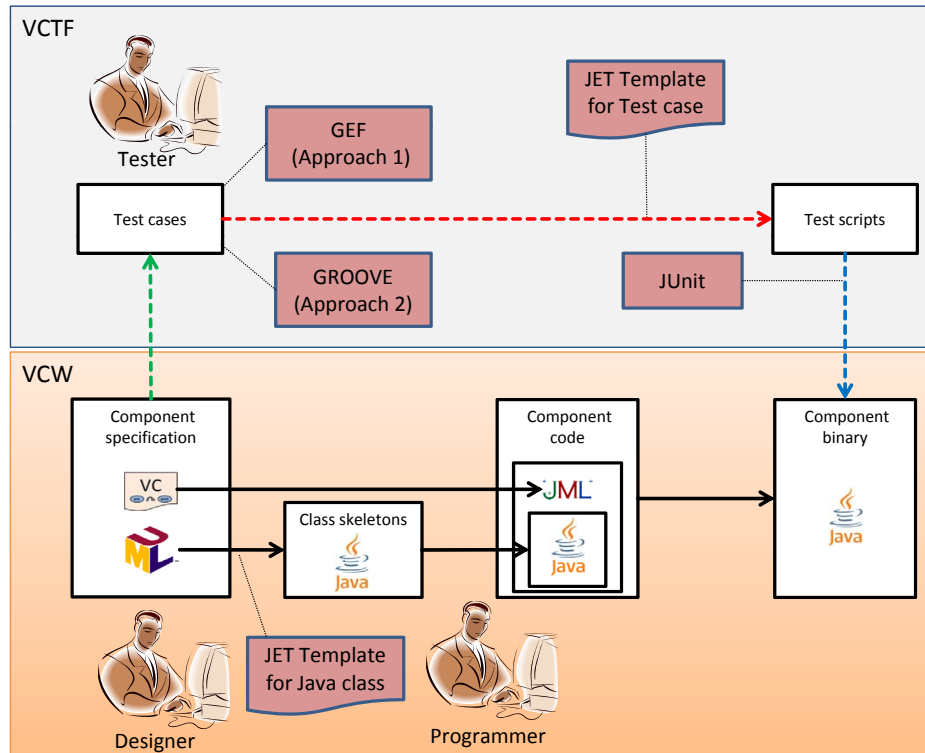 VCTF
Tester
GEF
(Approach 1)
JET Template
for Test case
Test cases
Test scripts
GROOVE
(Approach 2)
JUnit
VCW
Component
specification
VC
UML
Class skeletons
Java
Component
code
JML
Java
Component
binary
Java
Designer
JET Template
for Java class
Programmer